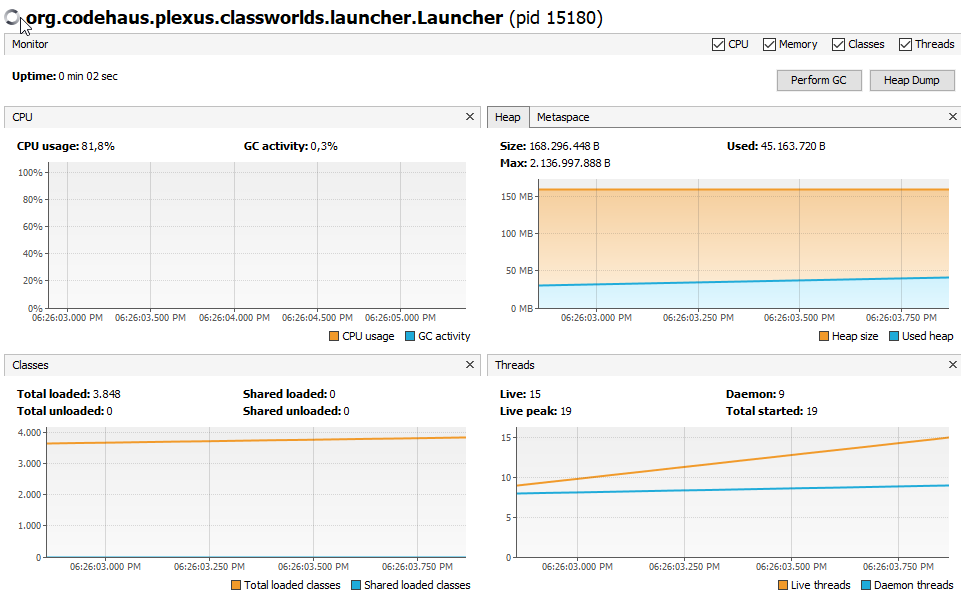 org.codehaus.plexus.classworlds.launcher.Launcher (pid 15180)
Monitor
CPU Memory Classes Threads
Uptime: 0 min 02 sec
Perform GC Heap Dump
CPU
CPU usage: 81,8% GC activity: 0,3%
100%
80%
60%
40%
20%
0%
06:26:03.000 PM 06:26:03.500 PM 06:26:04.000 PM 06:26:04.500 PM 06:26:05.000 PM
CPU usage GC activity
Heap Metaspace
Size: 168.296.448 B Used: 45.163.720 B
Max: 2.136.997.888 B
150 MB
100 MB
50 MB
0 MB
06:26:03.000 PM 06:26:03.250 PM 06:26:03.500 PM 06:26:03.750 PM
Heap size Used heap
Classes
Total loaded: 3.848 Shared loaded: 0
Total unloaded: 0 Shared unloaded: 0
4.000
3.000
2.000
1.000
0
06:26:03.000 PM 06:26:03.250 PM 06:26:03.500 PM 06:26:03.750 PM
Total loaded classes Shared loaded classes
Threads
Live: 15 Daemon: 9
Live peak: 19 Total started: 19
15
10
5
0
06:26:03.000 PM 06:26:03.250 PM 06:26:03.500 PM 06:26:03.750 PM
Live threads Daemon threads